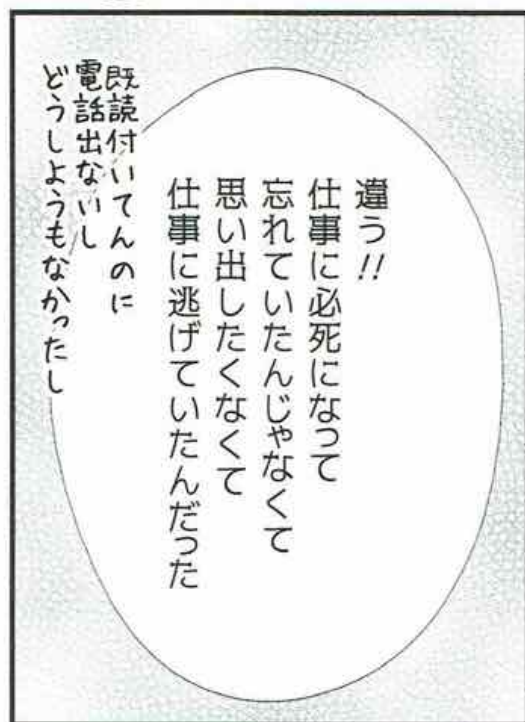 違う!!
仕事に必死になって
忘れていたんじゃなくて
思い出したくなくて
仕事に逃げていたんだった
既読付いてんのに
電話出ないし
どうしようもなかったし